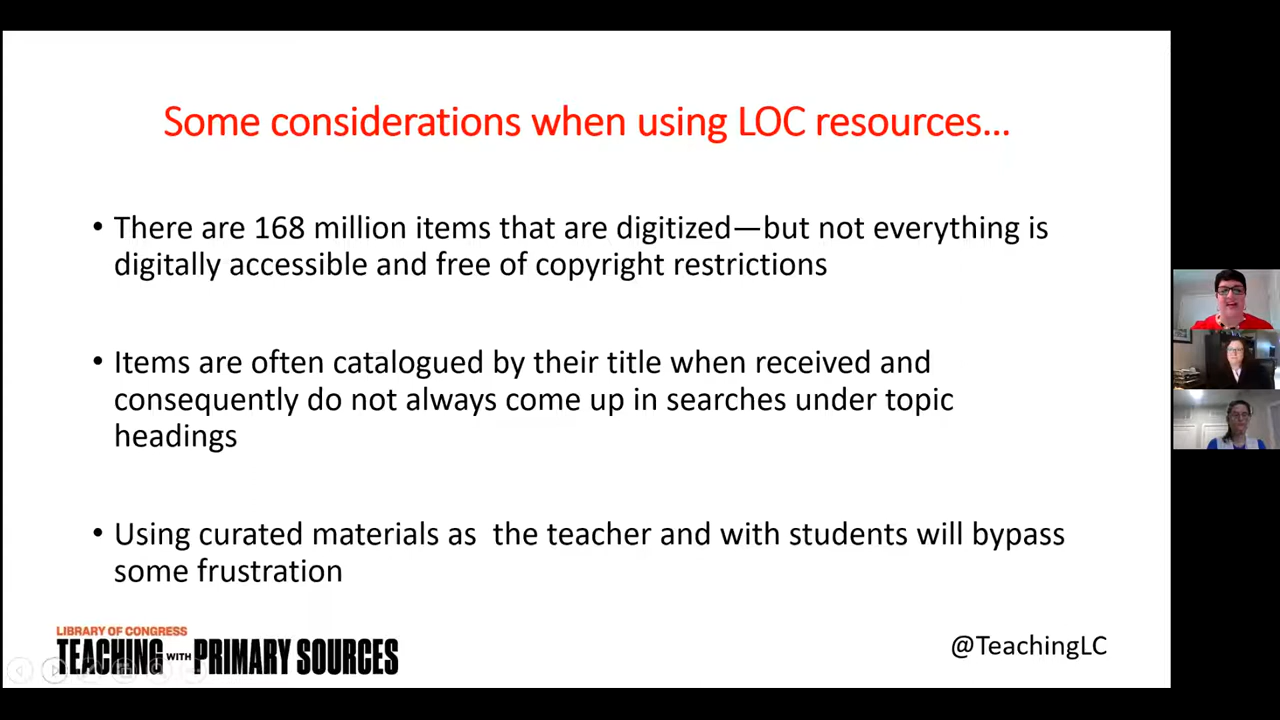 Some considerations when using LOC resources...
• There are 168 million items that are digitized—but not everything is
digitally accessible and free of copyright restrictions
• Items are often catalogued by their title when received and
consequently do not always come up in searches under topic
headings
• Using curated materials as  the teacher and with students will bypass
some frustration
LIBRARY OF CONGRESS
TEACHING WITH PRIMARY SOURCES
@TeachingLC